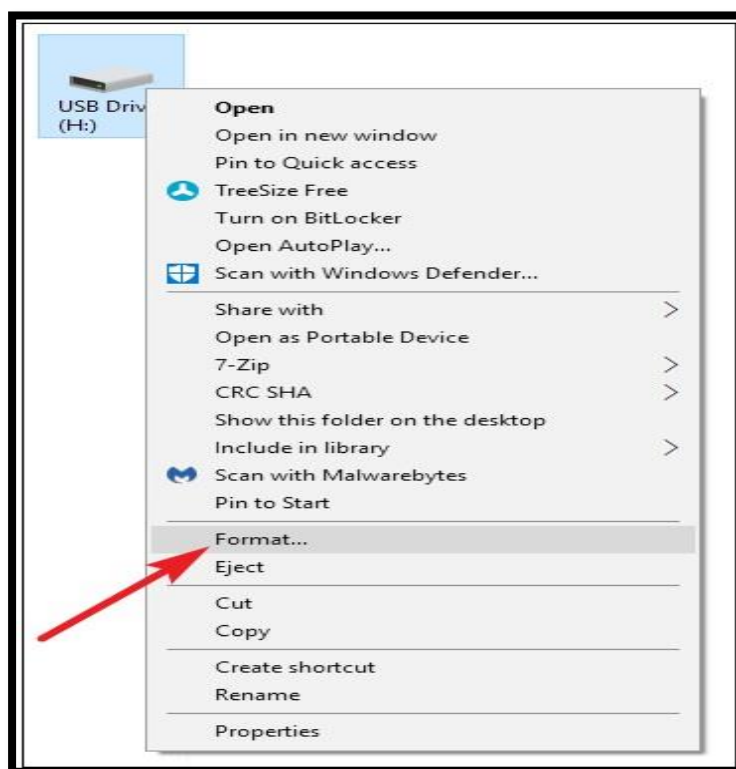 USB Driv
(H:)
Open
Open in new window
Pin to Quick access
TreeSize Free
Turn on BitLocker
Open AutoPlay...
Scan with Windows Defender...
Share with
Open as Portable Device
7-Zip
CRC SHA
Show this folder on the desktop
Include in library
Scan with Malwarebytes
Pin to Start
Format...
Eject
Cut
Copy
Create shortcut
Rename
Properties